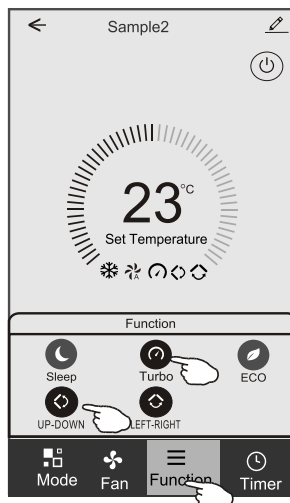 Sample2
23°C
Set Temperature
A
Function
Sleep Turbo ECO
UP-DOWN LEFT-RIGHT
Mode Fan Function Timer